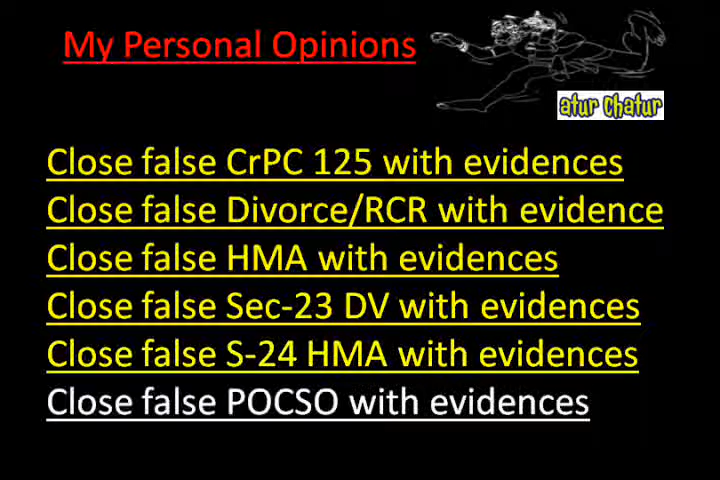 My Personal Opinions
atur Chatur
Close false CrPC 125 with evidences
Close false Divorce/RCR with evidence
Close false HMA with evidences
Close false Sec-23 DV with evidences
Close false S-24 HMA with evidences
Close false POCSO with evidences